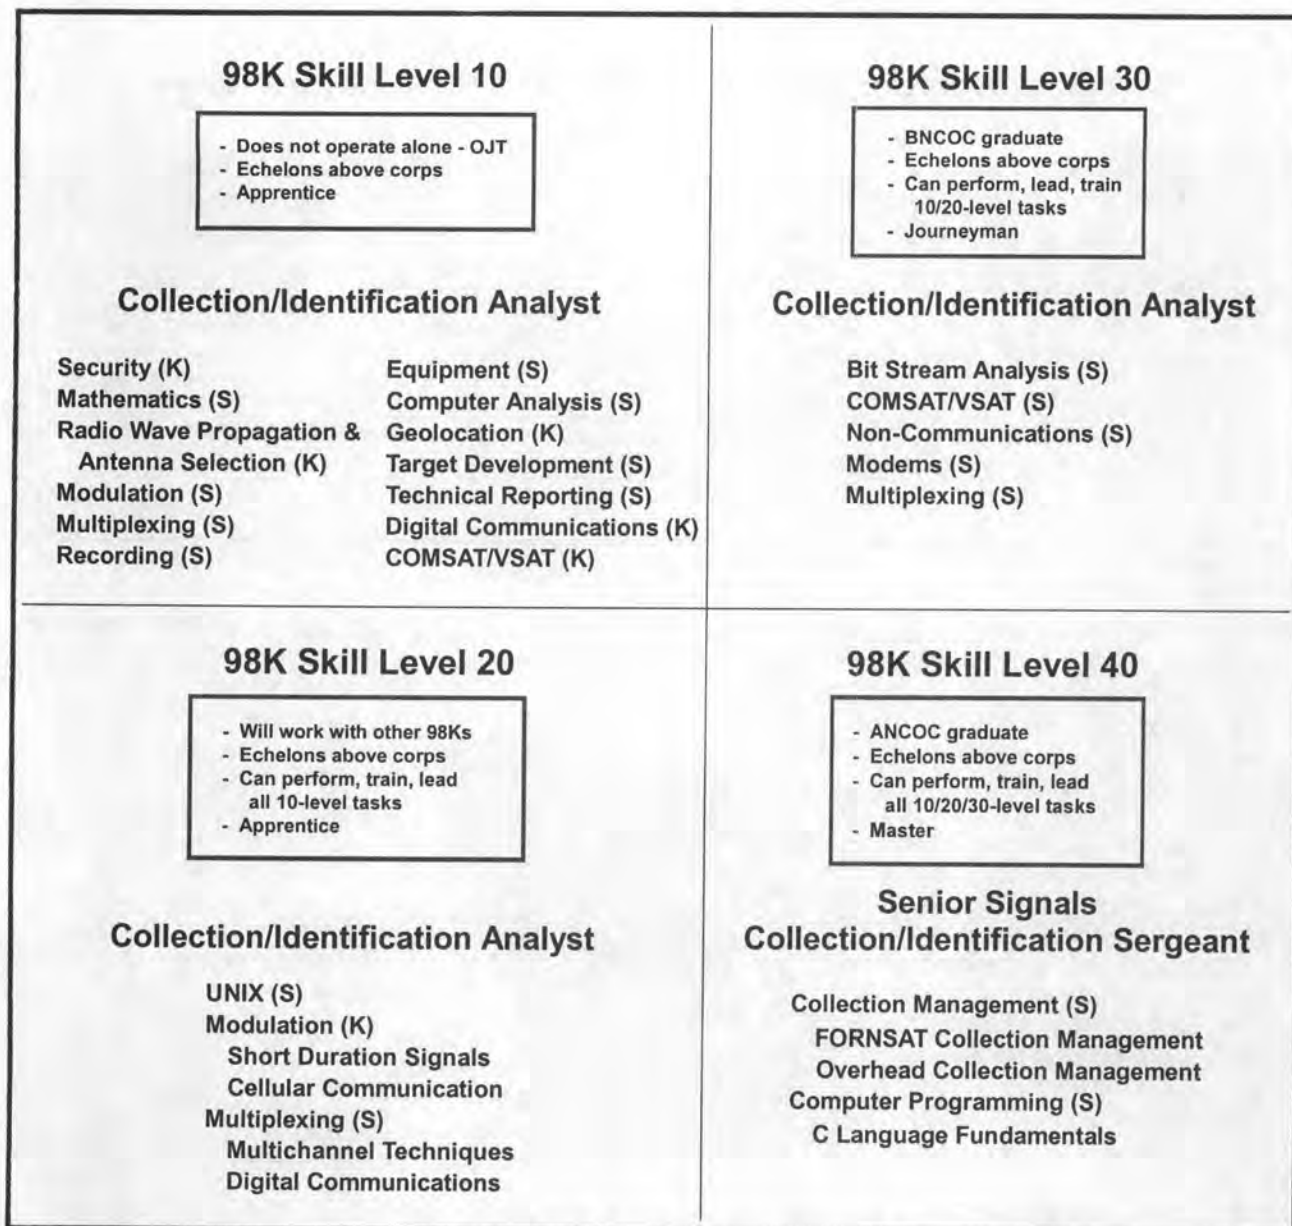 98K Skill Level 10
- Does not operate alone - OJT
- Echelons above corps
- Apprentice
Collection/Identification Analyst
Security (K)
Mathematics (S)
Radio Wave Propagation &
Antenna Selection (K)
Modulation (S)
Multiplexing (S)
Recording (S)
Equipment (S)
Computer Analysis (S)
Geolocation (K)
Target Development (S)
Technical Reporting (S)
Digital Communications (K)
COMSAT/VSAT (K)
98K Skill Level 30
- BNCOC graduate
- Echelons above corps
- Can perform, lead, train
10/20-level tasks
- Journeyman
Collection/Identification Analyst
Bit Stream Analysis (S)
COMSAT/VSAT (S)
Non-Communications (S)
Modems (S)
Multiplexing (S)
98K Skill Level 20
- Will work with other 98Ks
- Echelons above corps
- Can perform, train, lead
all 10-level tasks
- Apprentice
Collection/Identification Analyst
UNIX (S)
Modulation (K)
Short Duration Signals
Cellular Communication
Multiplexing (S)
Multichannel Techniques
Digital Communications
98K Skill Level 40
- ANCOC graduate
- Echelons above corps
- Can perform, train, lead
all 10/20/30-level tasks
- Master
Senior Signals
Collection/Identification Sergeant
Collection Management (S)
FORNSAT Collection Management
Overhead Collection Management
Computer Programming (S)
C Language Fundamentals